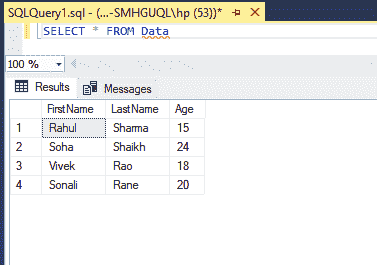 SQLQuery1.sql - (...-SMHGUQL\hp (53))*
SELECT * FROM Data
100 %
Results Messages
FirstName LastName Age
1 Rahul Sharma 15
2 Soha Shaikh 24
3 Vivek Rao 18
4 Sonali Rane 20